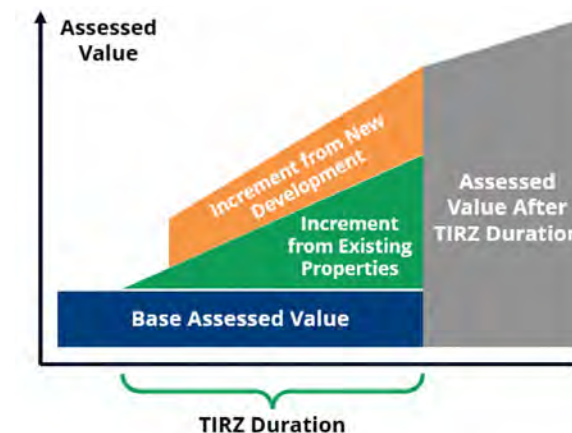 Assessed
Value
Increment from New
Development
Increment
from Existing
Properties
Assessed
Value After
TIRZ Duration
Base Assessed Value
TIRZ Duration